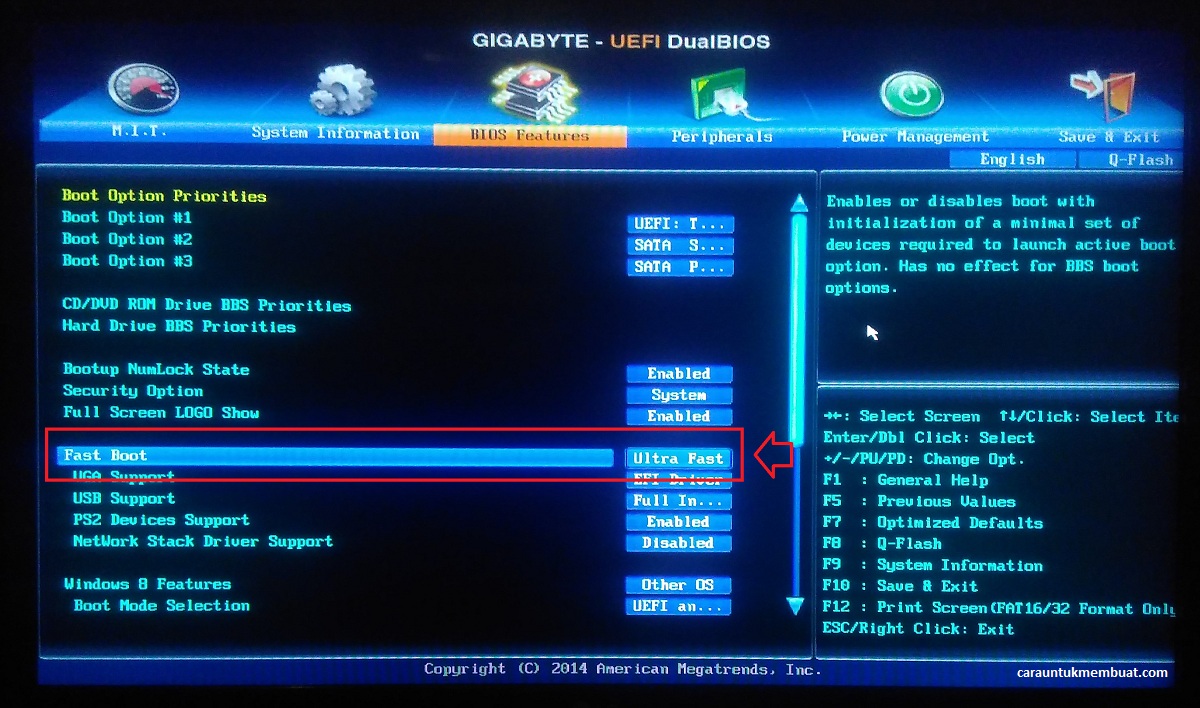 GIGABYTE - UEFI DualBIOS
M.I.T. System Information BIOS Features Peripherals Power Management Save & Exit
English Q-Flash
Boot Option Priorities
Boot Option #1 UEFI: T...
Boot Option #2 SATA S...
Boot Option #3 SATA P...
CD/DVD ROM Drive BBS Priorities
Hard Drive BBS Priorities
Bootup NumLock State Enabled
Security Option System
Full Screen LOGO Show Enabled
Fast Boot Ultra Fast
VGA Support EFI Driver
USB Support Full In...
PS2 Devices Support Enabled
NetWork Stack Driver Support Disabled
Windows 8 Features Other OS
Boot Mode Selection UEFI an...
Enables or disables boot with
initialization of a minimal set of
devices required to launch active boot
option. Has no effect for BBS boot
options.
→←: Select Screen ↑↓/Click: Select Ite
Enter/Dbl Click: Select
+/-/PU/PD: Change Opt.
F1 : General Help
F5 : Previous Values
F7 : Optimized Defaults
F8 : Q-Flash
F9 : System Information
F10 : Save & Exit
F12 : Print Screen(FAT16/32 Format Only
ESC/Right Click: Exit
Copyright (C) 2014 American Megatrends, Inc.
carauntukmembuat.com